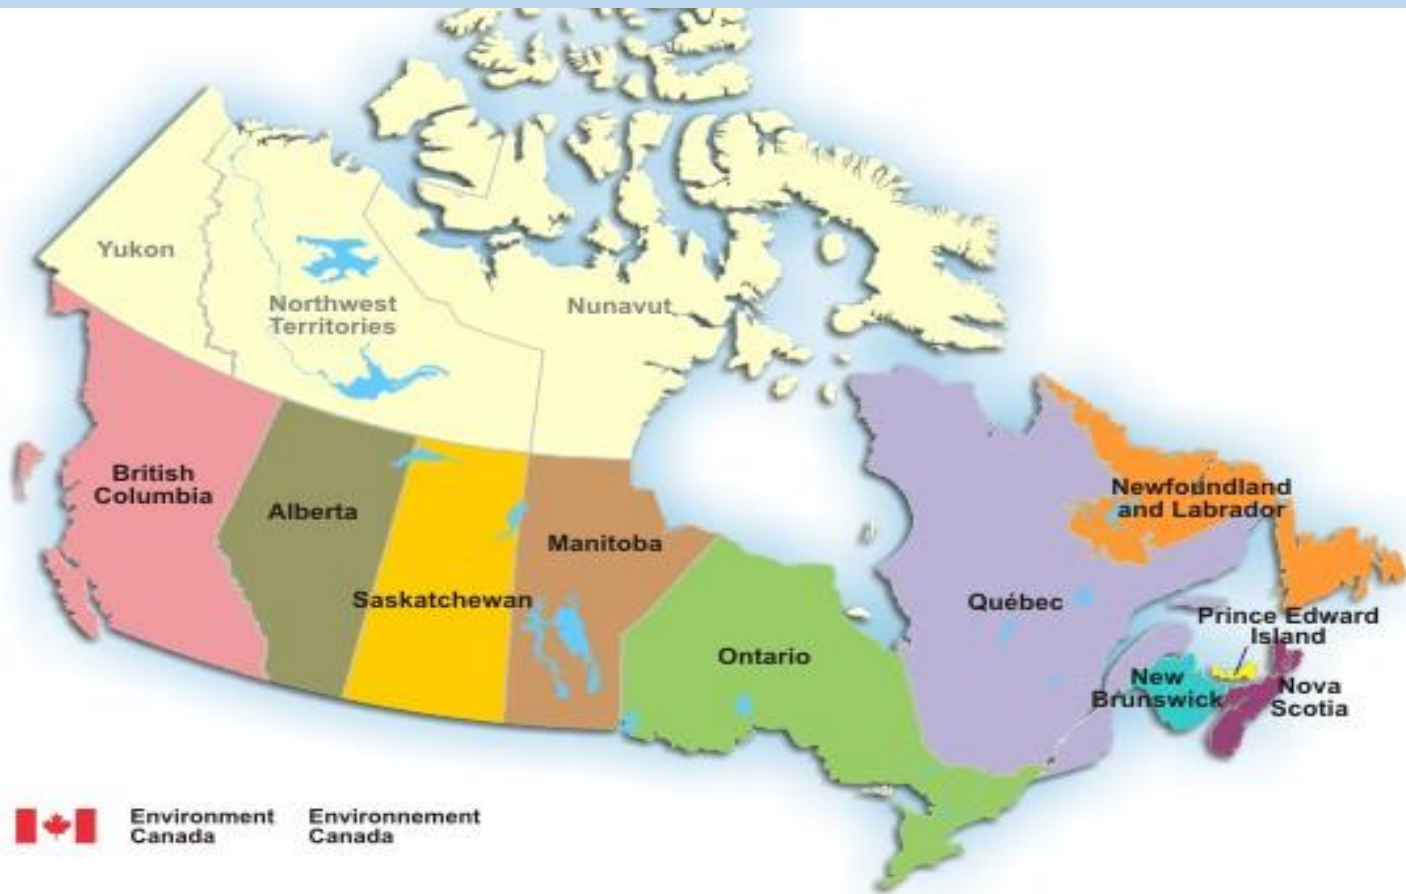 Yukon
Northwest
Territories
Nunavut
British
Columbia
Alberta
Saskatchewan
Manitoba
Ontario
Québec
Newfoundland
and Labrador
Prince Edward
Island
New
Brunswick
Nova
Scotia
Environment
Canada
Environnement
Canada